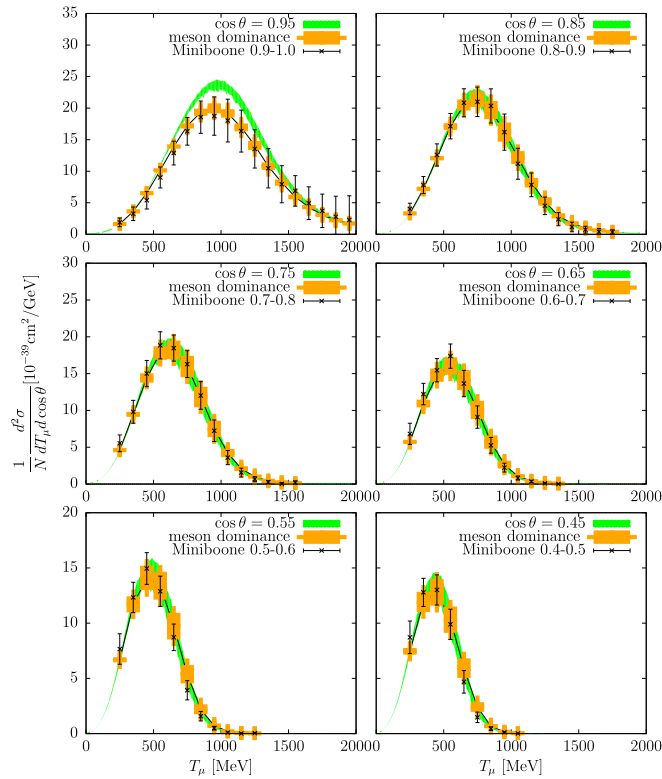 35
30
25
20
15
10
5
0
cos θ = 0.95
meson dominance
Miniboone 0.9-1.0
cos θ = 0.85
meson dominance
Miniboone 0.8-0.9
0 500 1000 1500 20000 500 1000 1500 2000
30
25
20
15
10
5
0
cos θ = 0.75
meson dominance
Miniboone 0.7-0.8
cos θ = 0.65
meson dominance
Miniboone 0.6-0.7
0 500 1000 1500 20000 500 1000 1500 2000
1/N d²σ/dT_μ d cos θ [10⁻³⁹cm²/GeV]
20
15
10
5
0
cos θ = 0.55
meson dominance
Miniboone 0.5-0.6
cos θ = 0.45
meson dominance
Miniboone 0.4-0.5
0 500 1000 1500 20000 500 1000 1500 2000
T_μ [MeV] T_μ [MeV]